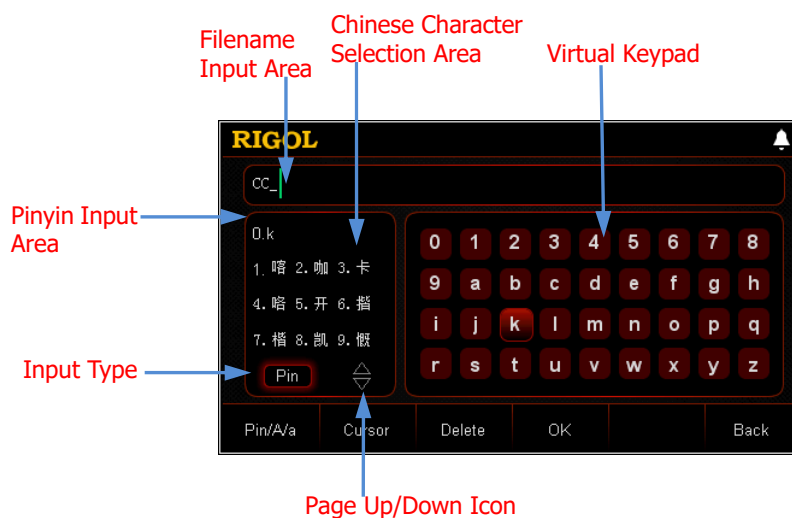 Filename
Input Area
Chinese Character
Selection Area
Virtual Keypad
RIGOL
CC_
Pinyin Input
Area
0.k
1. 喀 2. 咖 3. 卡
4. 咯 5. 开 6. 揩
7. 楷 8. 凯 9. 慨
0 1 2 3 4 5 6 7 8
9 a b c d e f g h
i j k l m n o p q
r s t u v w x y z
Input Type
Pin
Pin/A/a Cursor Delete OK Back
Page Up/Down Icon